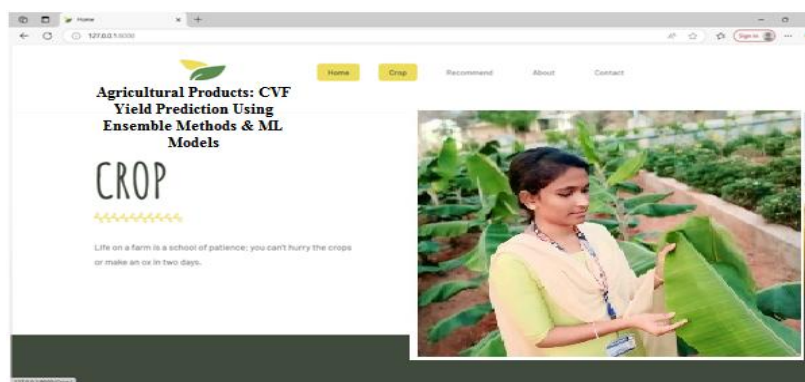 Home
127.0.0.1:8000
Sign in
Home Crop Recommend About Contact
Agricultural Products: CVF
Yield Prediction Using
Ensemble Methods & ML
Models
CROP
Life on a farm is a school of patience; you can't hurry the crops
or make an ox in two days.